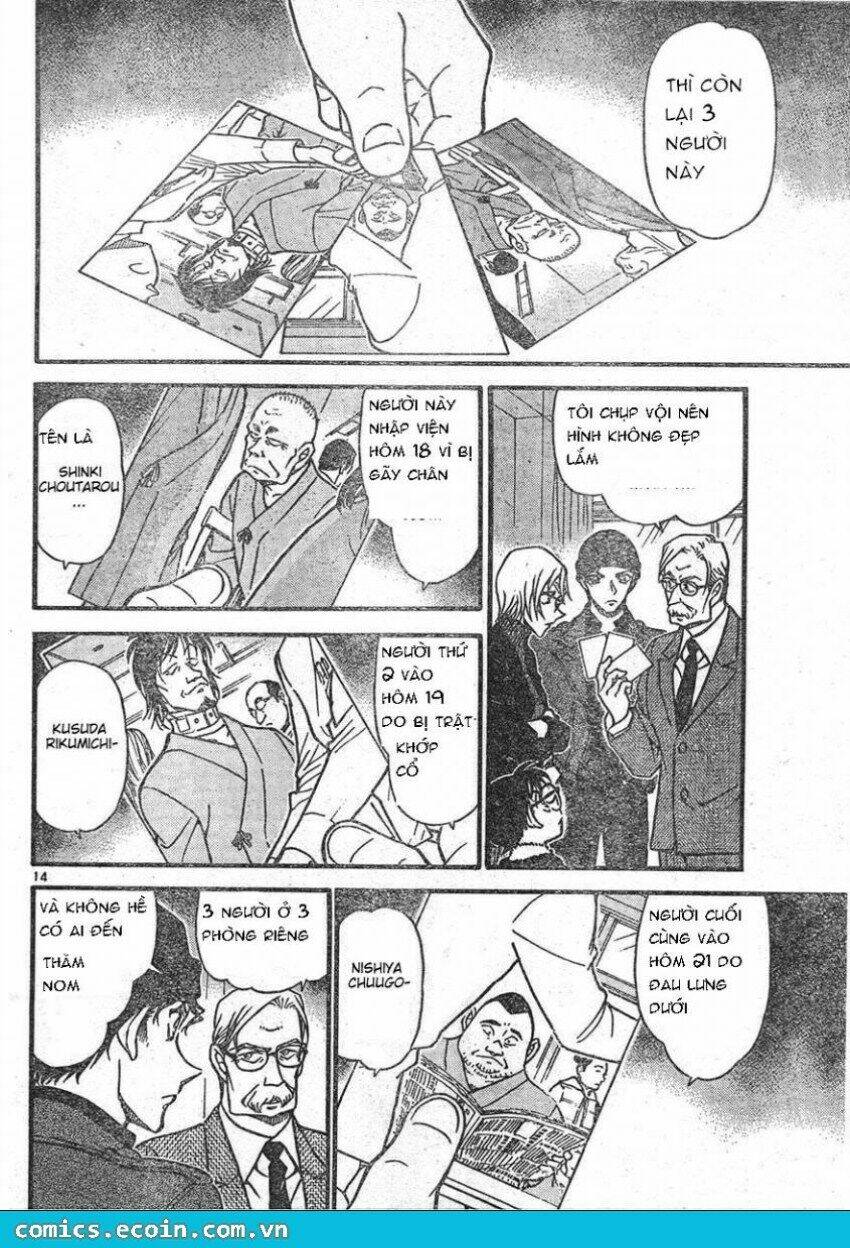 THÌ CÒN
LẠI 3
NGƯỜI
NÀY
TÔI CHỤP VỘI NÊN
HÌNH KHÔNG ĐẸP
LẮM
NGƯỜI NÀY
NHẬP VIỆN
HÔM 18 VÌ BỊ
GÃY CHÂN
TÊN LÀ
SHINKI
CHOUTAROU
...
NGƯỜI THỨ
2 VÀO
HÔM 19
DO BỊ TRẬT
KHỚP
CỔ
KUSUDA
RIKUMICHI-
14
NGƯỜI CUỐI
CÙNG VÀO
HÔM 21 DO
ĐAU LƯNG
DƯỚI
NISHIYA
CHUUGO-
3 NGƯỜI Ở 3
PHÒNG RIÊNG
VÀ KHÔNG HỀ
CÓ AI ĐẾN
THĂM
NOM
comics.ecoin.com.vn